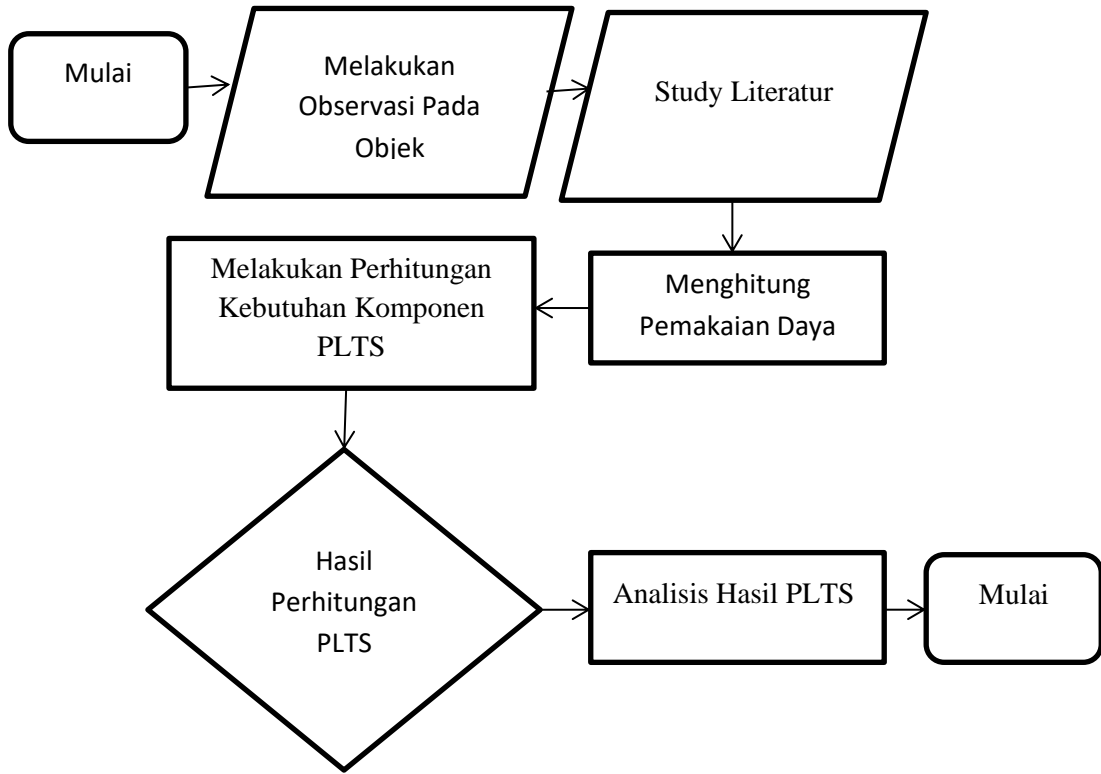 Mulai
Melakukan
Observasi Pada
Objek
Study Literatur
Menghitung
Pemakaian Daya
Melakukan Perhitungan
Kebutuhan Komponen
PLTS
Hasil
Perhitungan
PLTS
Analisis Hasil PLTS
Mulai